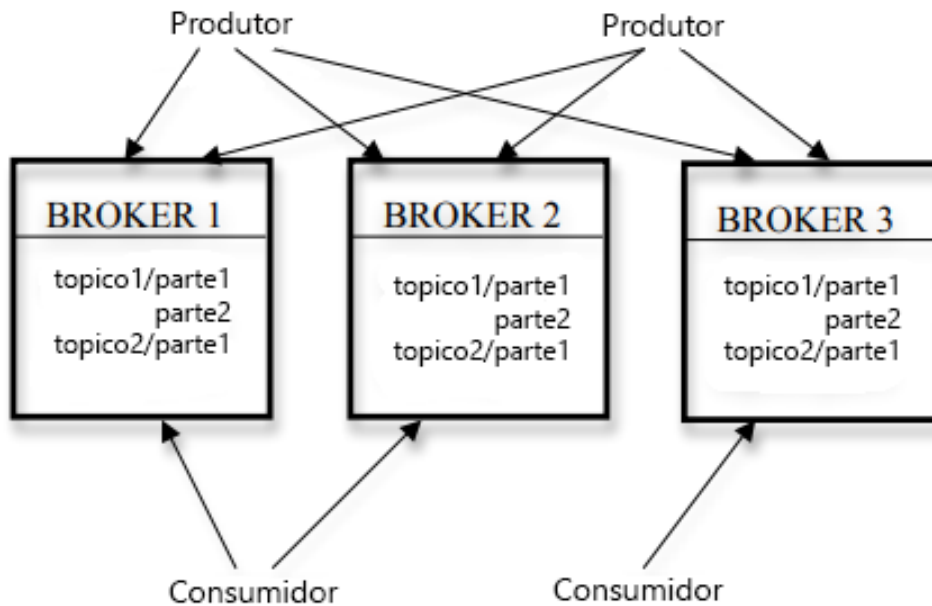 Produtor
Produtor
BROKER 1
topico1/parte1
parte2
topico2/parte1
BROKER 2
topico1/parte1
parte2
topico2/parte1
BROKER 3
topico1/parte1
parte2
topico2/parte1
Consumidor
Consumidor